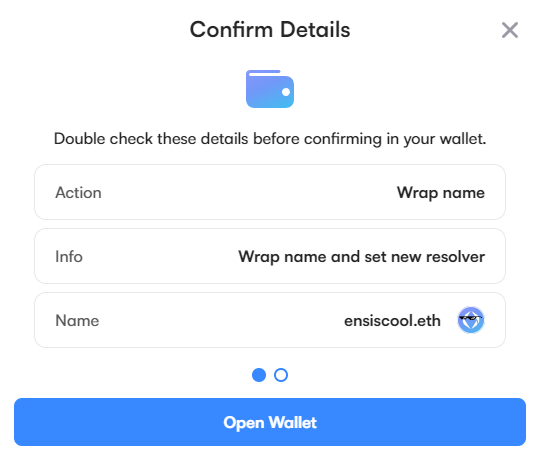 Confirm Details
Double check these details before confirming in your wallet.
Action Wrap name
Info Wrap name and set new resolver
Name ensiscool.eth
Open Wallet